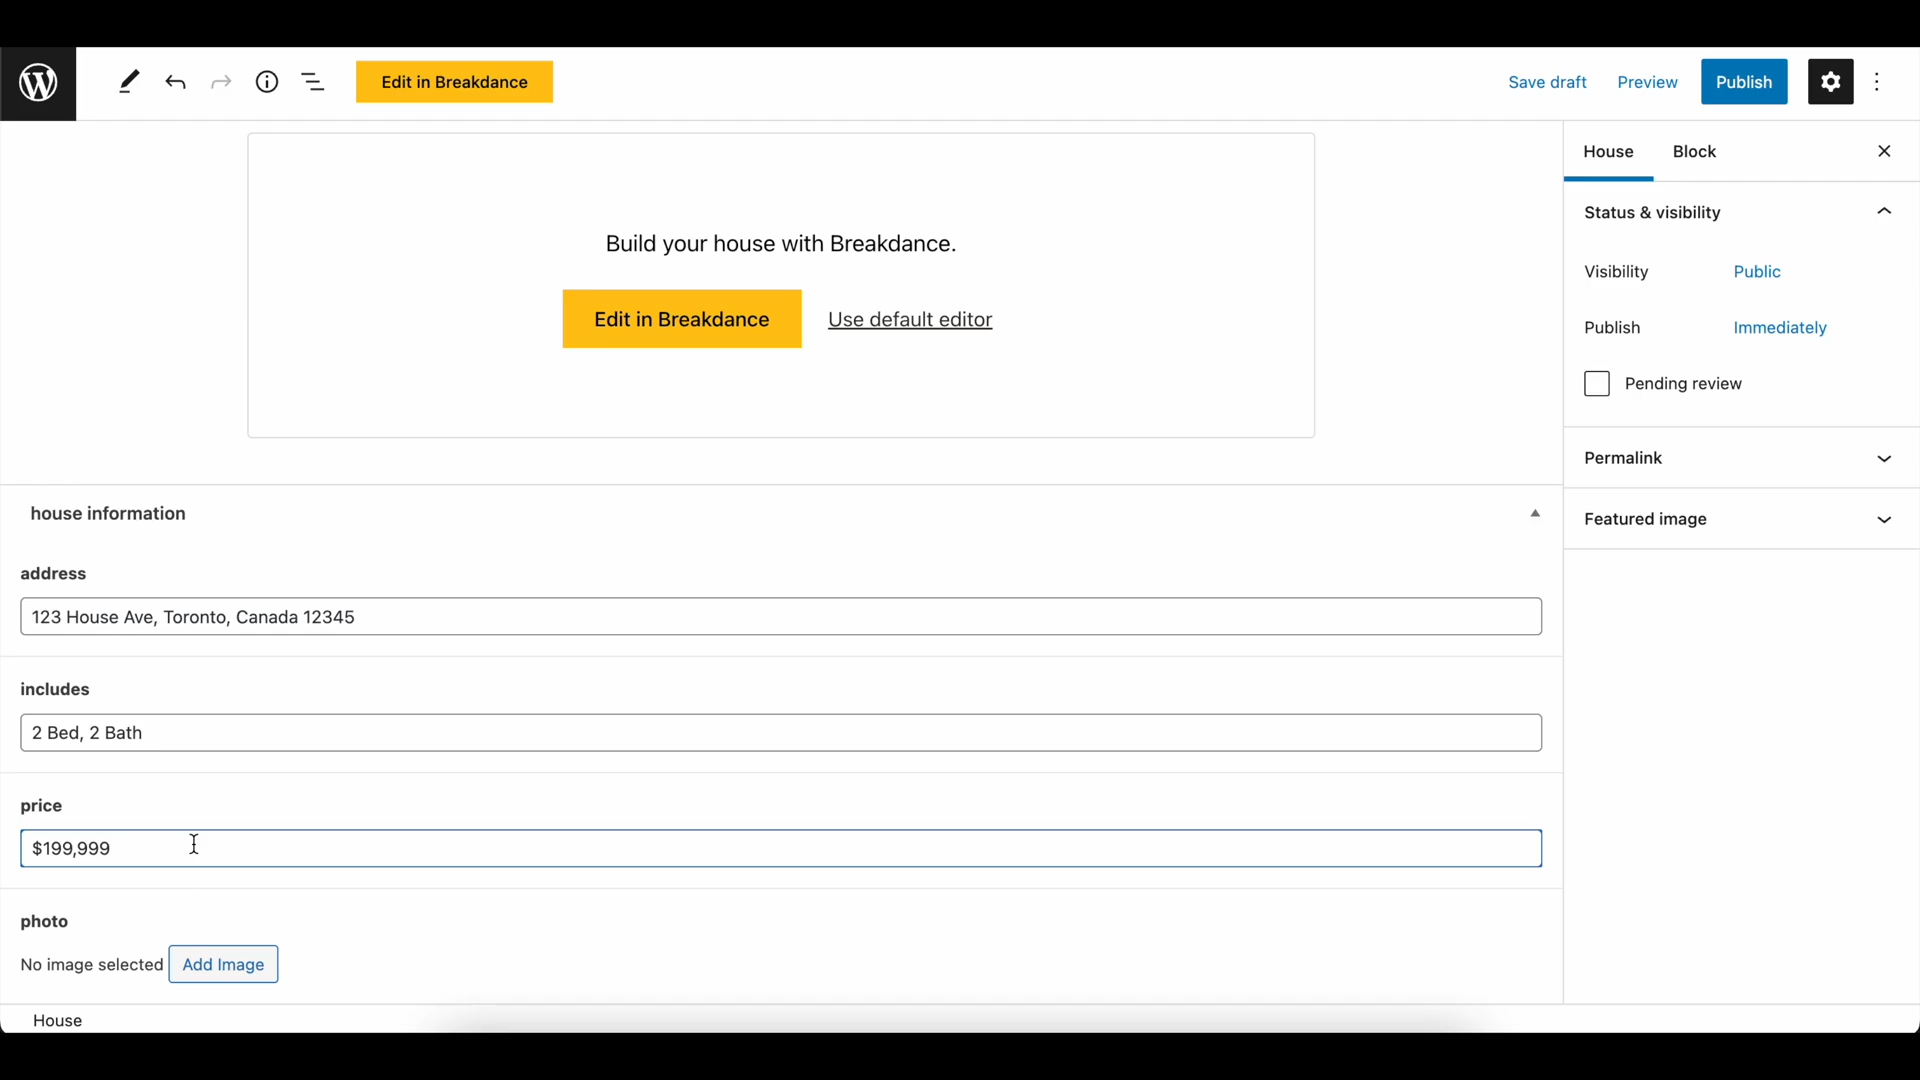 Edit in Breakdance
Save draft
Preview
Publish
House
Block
Build your house with Breakdance.
Edit in Breakdance
Use default editor
Status & visibility
Visibility
Public
Publish
Immediately
Pending review
Permalink
Featured image
house information
address
123 House Ave, Toronto, Canada 12345
includes
2 Bed, 2 Bath
price
$199,999
photo
No image selected
Add Image
House